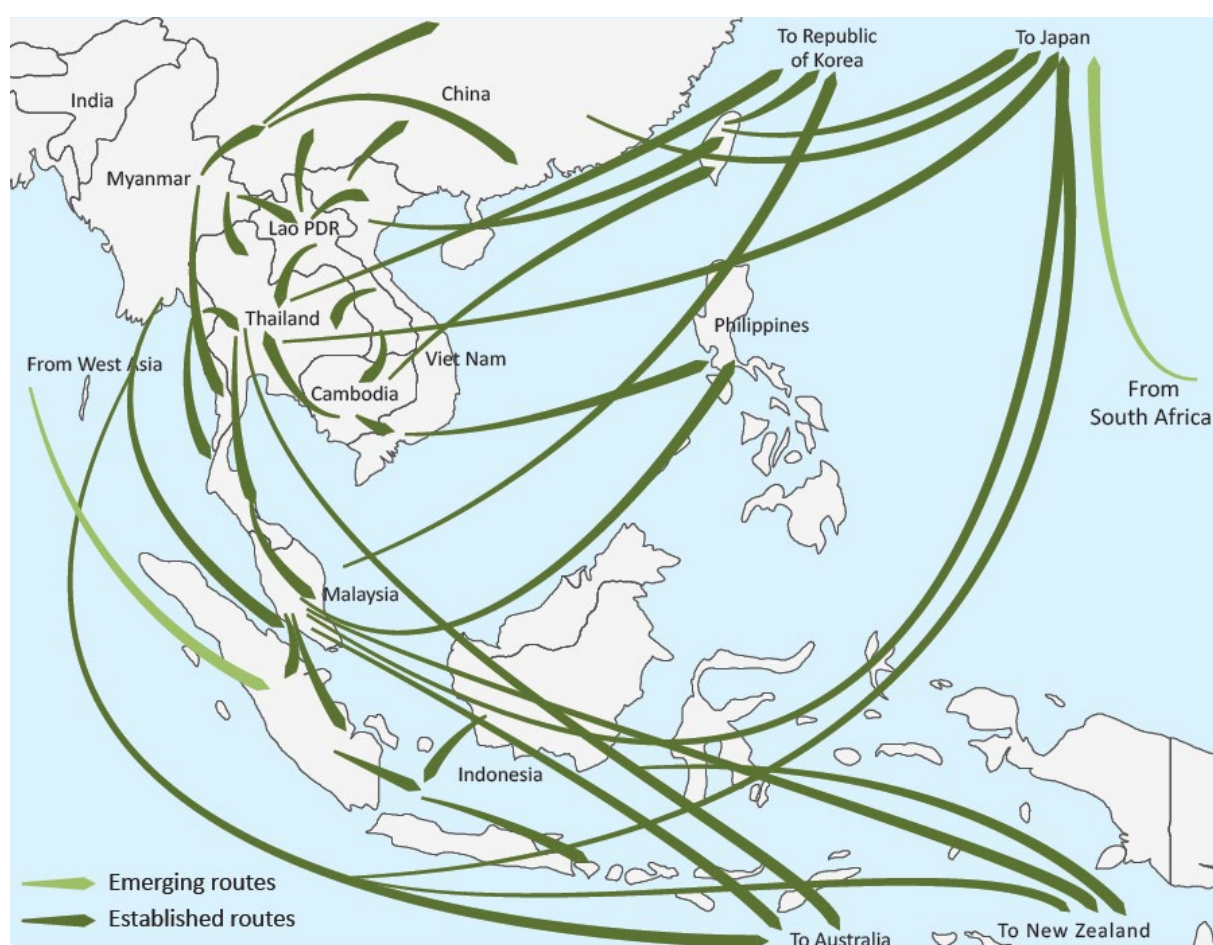 To Republic
of Korea
To Japan
India
China
Myanmar
Lao PDR
Thailand
Philippines
From West Asia
Viet Nam
Cambodia
From
South Africa
Malaysia
Indonesia
Emerging routes
Established routes
To Australia
To New Zealand